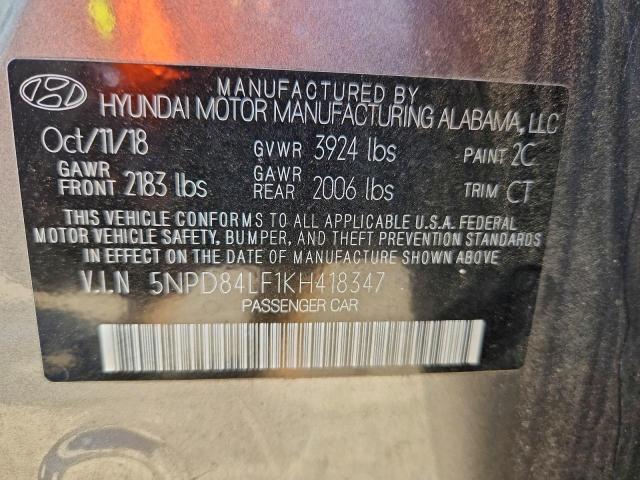 MANUFACTURED BY
HYUNDAI MOTOR MANUFACTURING ALABAMA, LLC
Oct/11/18 GVWR 3924 lbs PAINT 2C
GAWR FRONT 2183 lbs GAWR REAR 2006 lbs TRIM CT
THIS VEHICLE CONFORMS TO ALL APPLICABLE U.S.A. FEDERAL
MOTOR VEHICLE SAFETY, BUMPER, AND THEFT PREVENTION
STANDARDS IN EFFECT ON THE DATE OF MANUFACTURE SHOWN ABOVE.
V.I.N 5NPD84LF1KH418347
PASSENGER CAR